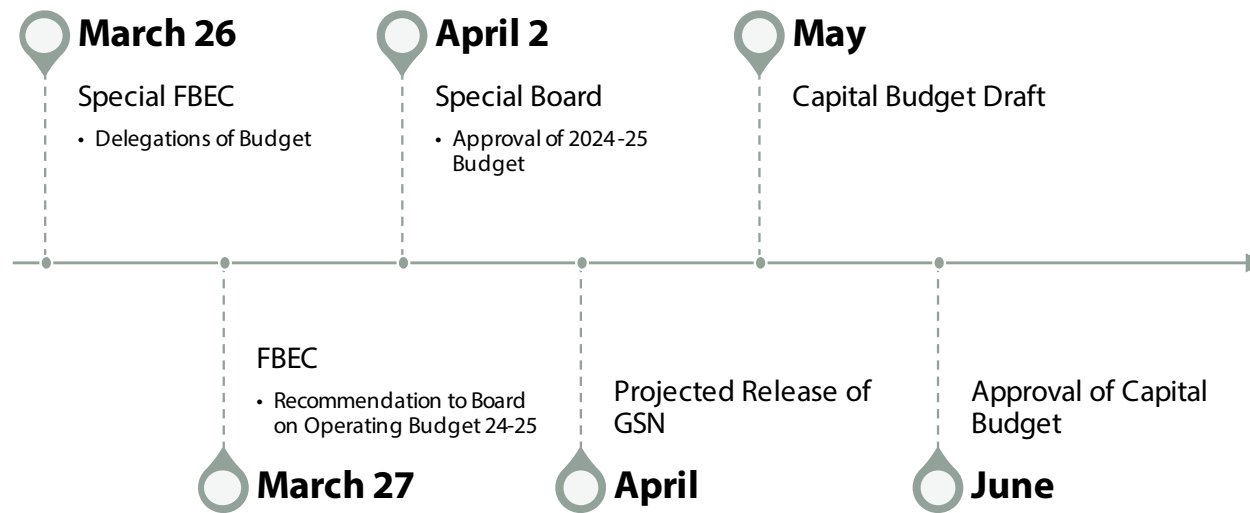 March 26
Special FBEC
• Delegations of Budget
April 2
Special Board
• Approval of 2024-25
Budget
May
Capital Budget Draft
FBEC
• Recommendation to Board
on Operating Budget 24-25
March 27
Projected Release of
GSN
April
Approval of Capital
Budget
June